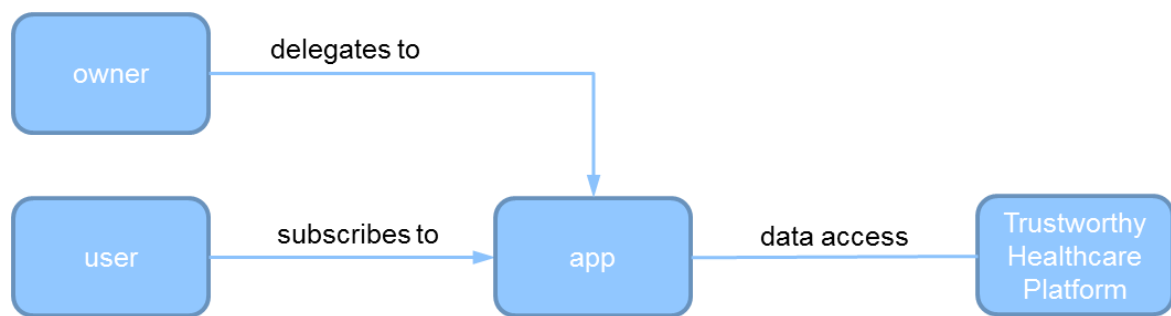 delegates to
owner
subscribes to
user
app
data access
Trustworthy
Healthcare
Platform